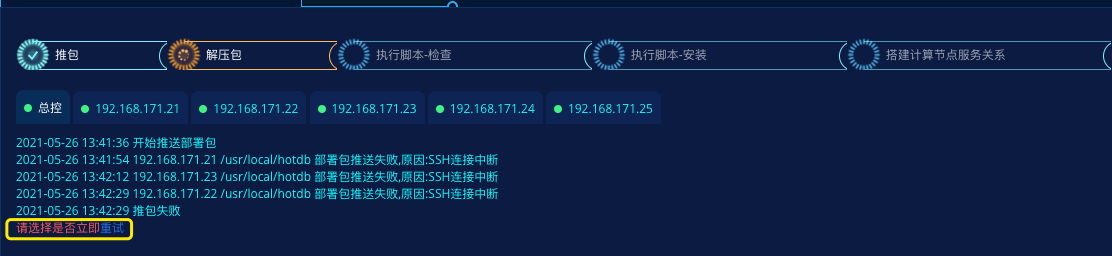 推包 解压包 执行脚本-检查 执行脚本-安装 搭建计算节点服务关系
总控 192.168.171.21 192.168.171.22 192.168.171.23 192.168.171.24 192.168.171.25
2021-05-26 13:41:36 开始推送部署包
2021-05-26 13:41:54 192.168.171.21 /usr/local/hotdb 部署包推送失败,原因:SSH连接中断
2021-05-26 13:42:12 192.168.171.23 /usr/local/hotdb 部署包推送失败,原因:SSH连接中断
2021-05-26 13:42:29 192.168.171.22 /usr/local/hotdb 部署包推送失败,原因:SSH连接中断
2021-05-26 13:42:29 推包失败
请选择是否立即重试